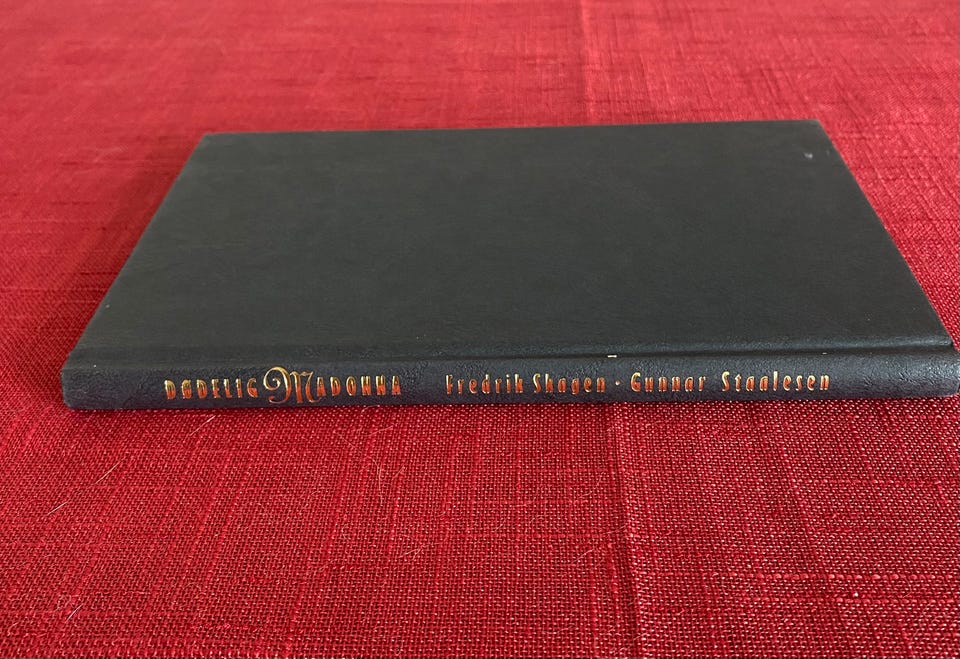 DØDELIG MADONNA Fredrik Skagen · Gunnar Staalesen